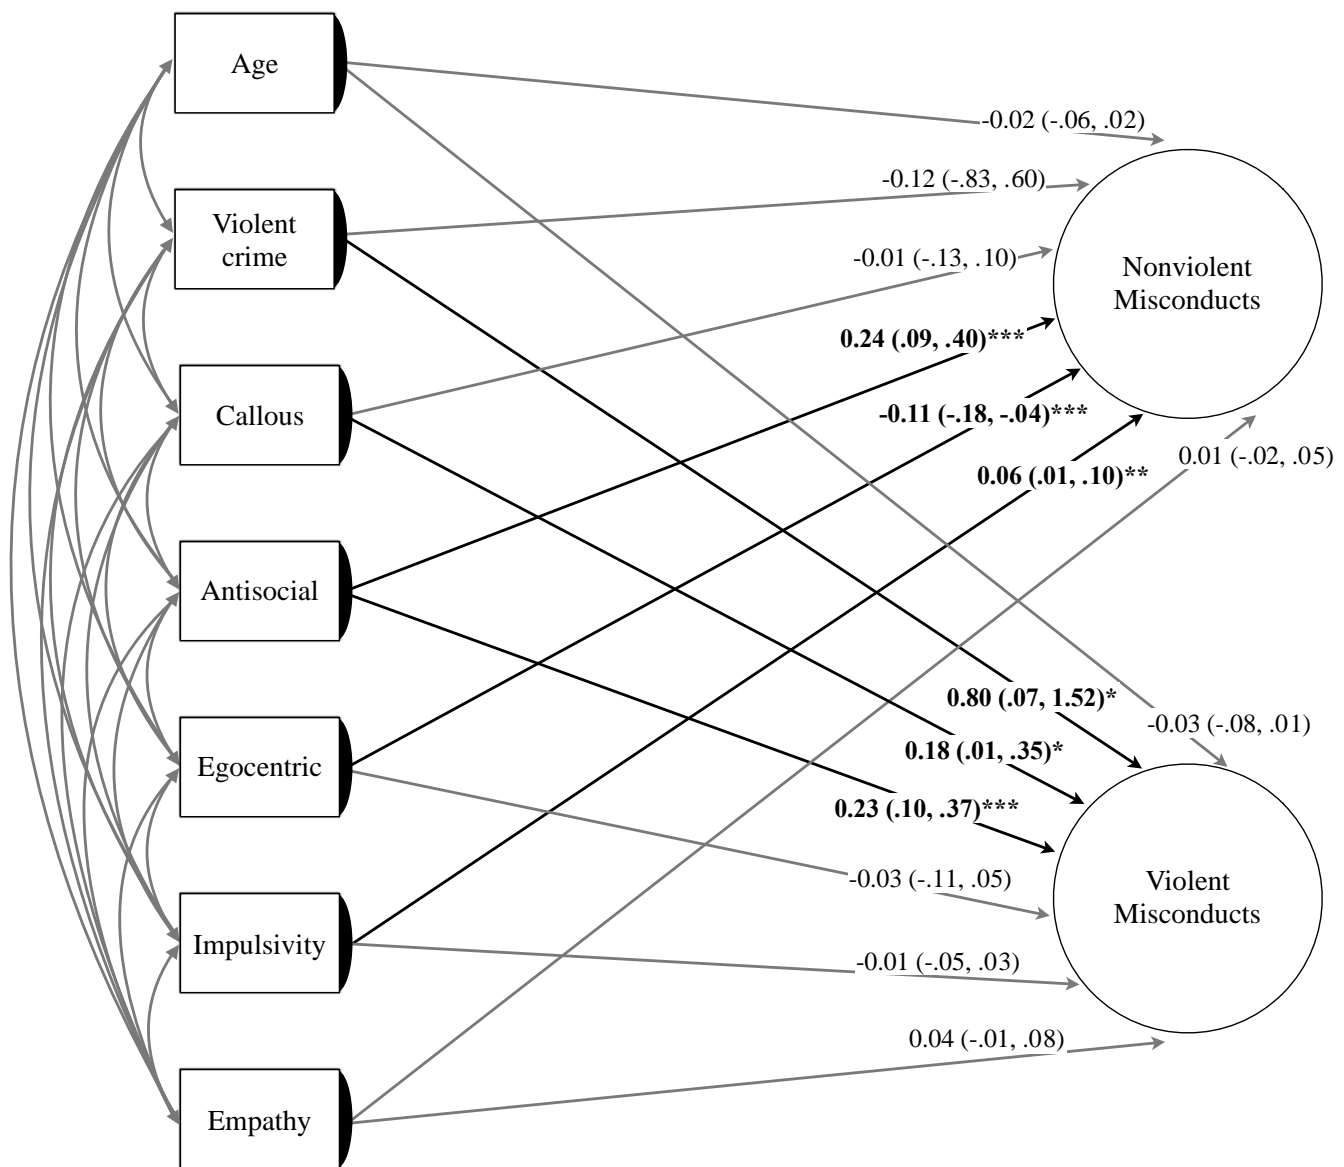 Age
Violent
crime
Callous
Antisocial
Egocentric
Impulsivity
Empathy
-0.02 (-.06, .02)
-0.12 (-.83, .60)
-0.01 (-.13, .10)
0.24 (.09, .40)***
-0.11 (-.18, -.04)***
0.06 (.01, .10)**
0.01 (-.02, .05)
Nonviolent
Misconducts
0.80 (.07, 1.52)*
-0.03 (-.08, .01)
0.18 (.01, .35)*
0.23 (.10, .37)***
-0.03 (-.11, .05)
-0.01 (-.05, .03)
0.04 (-.01, .08)
Violent
Misconducts